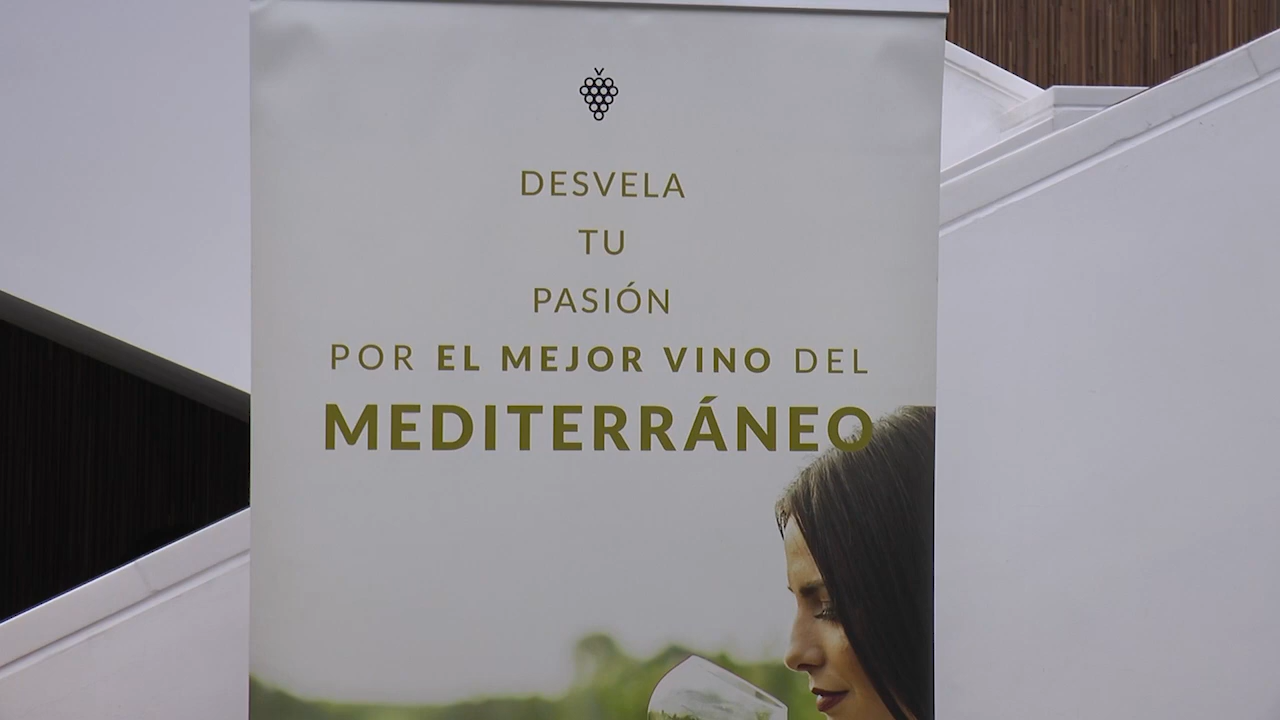 DESVELA
TU
PASIÓN
POR EL MEJOR VINO DEL
MEDITERRÁNEO